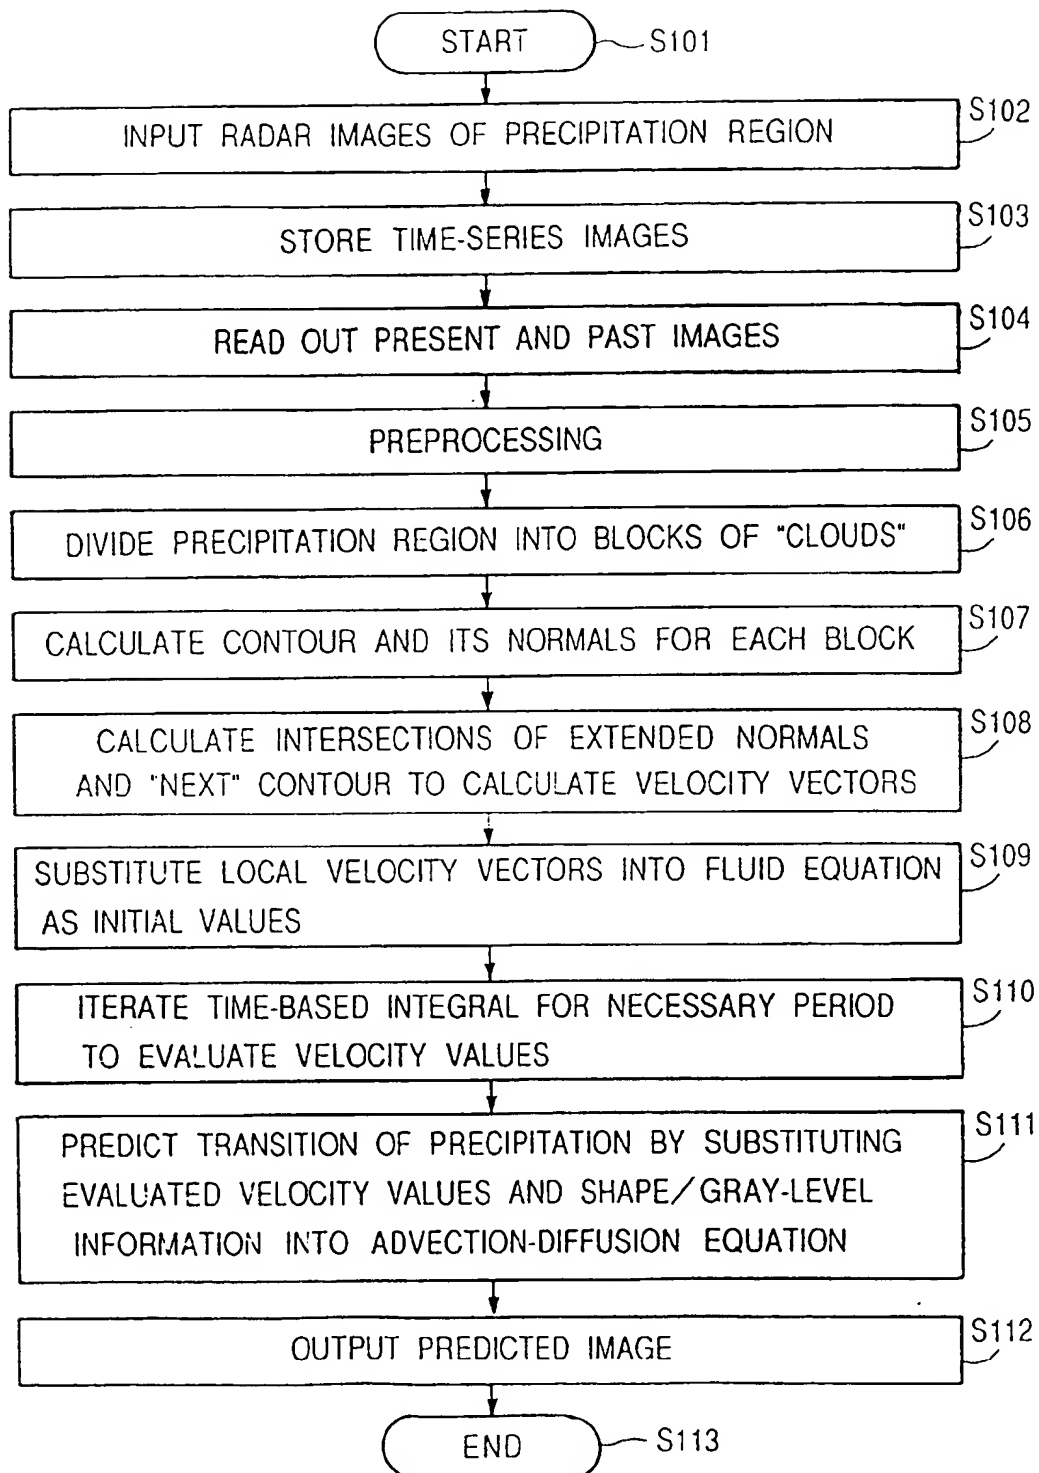 START S101
S102
INPUT RADAR IMAGES OF PRECIPITATION REGION
S103
STORE TIME-SERIES IMAGES
S104
READ OUT PRESENT AND PAST IMAGES
S105
PREPROCESSING
S106
DIVIDE PRECIPITATION REGION INTO BLOCKS OF "CLOUDS"
S107
CALCULATE CONTOUR AND ITS NORMALS FOR EACH BLOCK
S108
CALCULATE INTERSECTIONS OF EXTENDED NORMALS
AND "NEXT" CONTOUR TO CALCULATE VELOCITY VECTORS
S109
SUBSTITUTE LOCAL VELOCITY VECTORS INTO FLUID EQUATION
AS INITIAL VALUES
S110
ITERATE TIME-BASED INTEGRAL FOR NECESSARY PERIOD
TO EVALUATE VELOCITY VALUES
S111
PREDICT TRANSITION OF PRECIPITATION BY SUBSTITUTING
EVALUATED VELOCITY VALUES AND SHAPE/GRAY-LEVEL
INFORMATION INTO ADVECTION-DIFFUSION EQUATION
S112
OUTPUT PREDICTED IMAGE
END S113